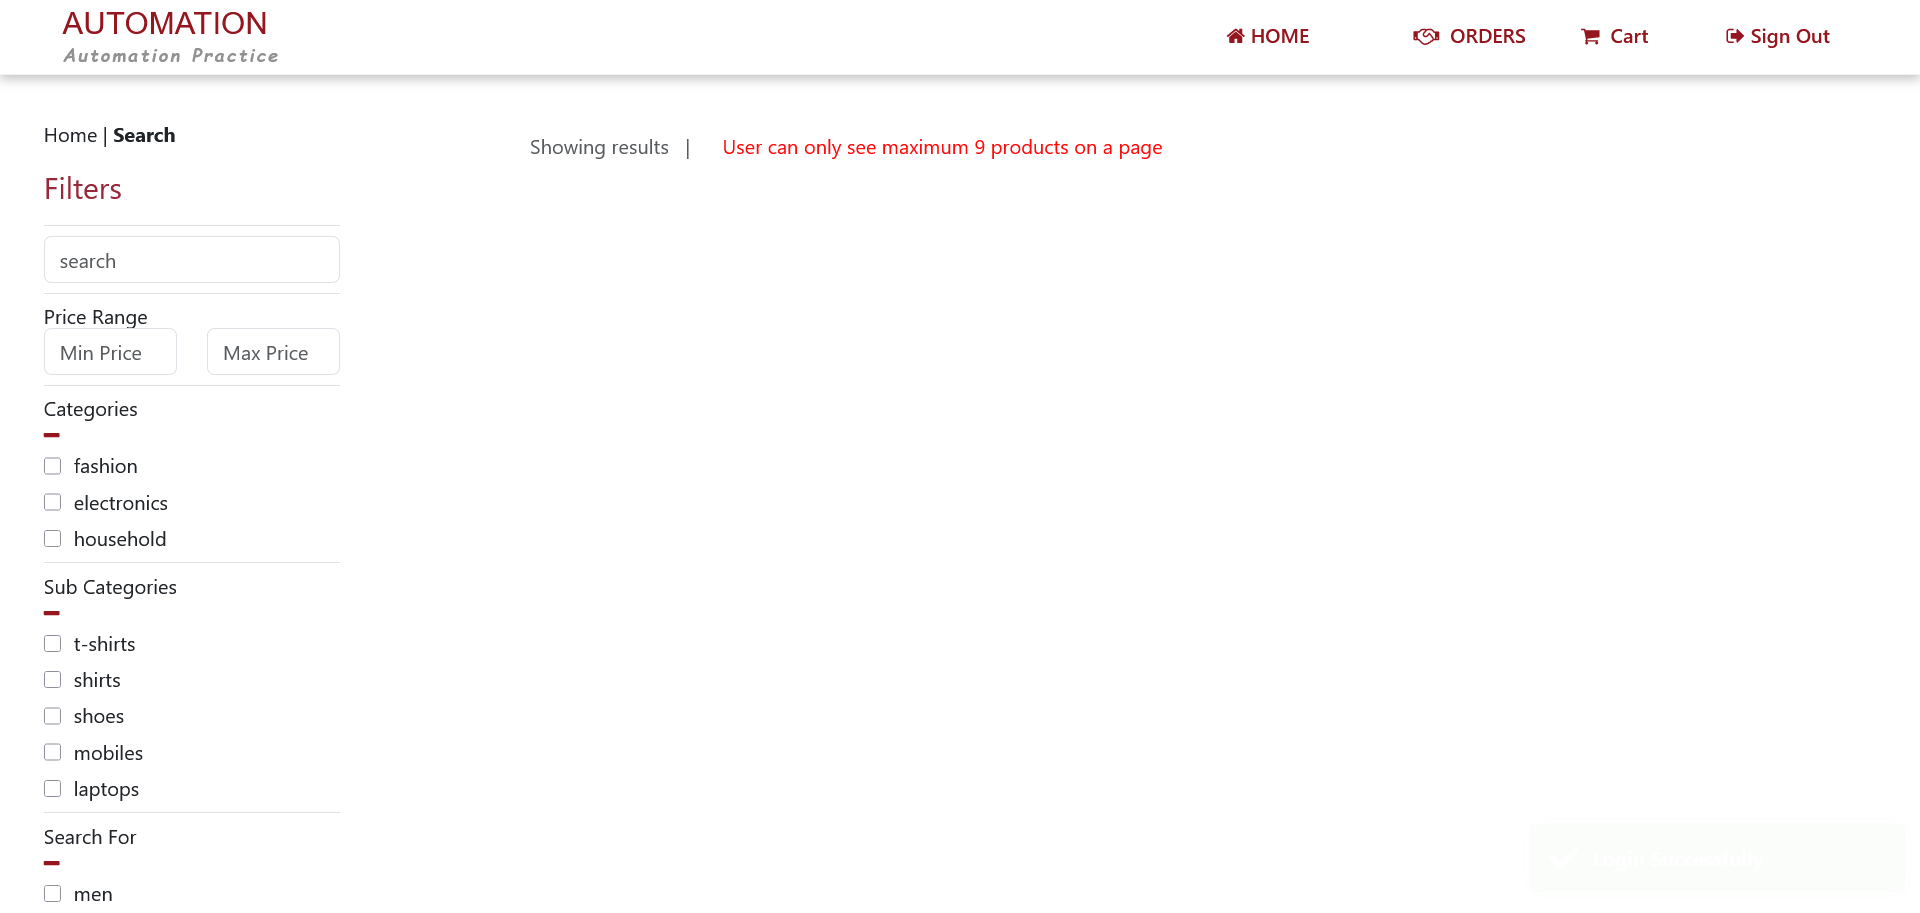 AUTOMATION
Automation Practice
HOME
ORDERS
Cart
Sign Out
Home | Search
Showing results |
User can only see maximum 9 products on a page
Filters
search
Price Range
Min Price
Max Price
Categories
fashion
electronics
household
Sub Categories
t-shirts
shirts
shoes
mobiles
laptops
Search For
men
Login Successfully